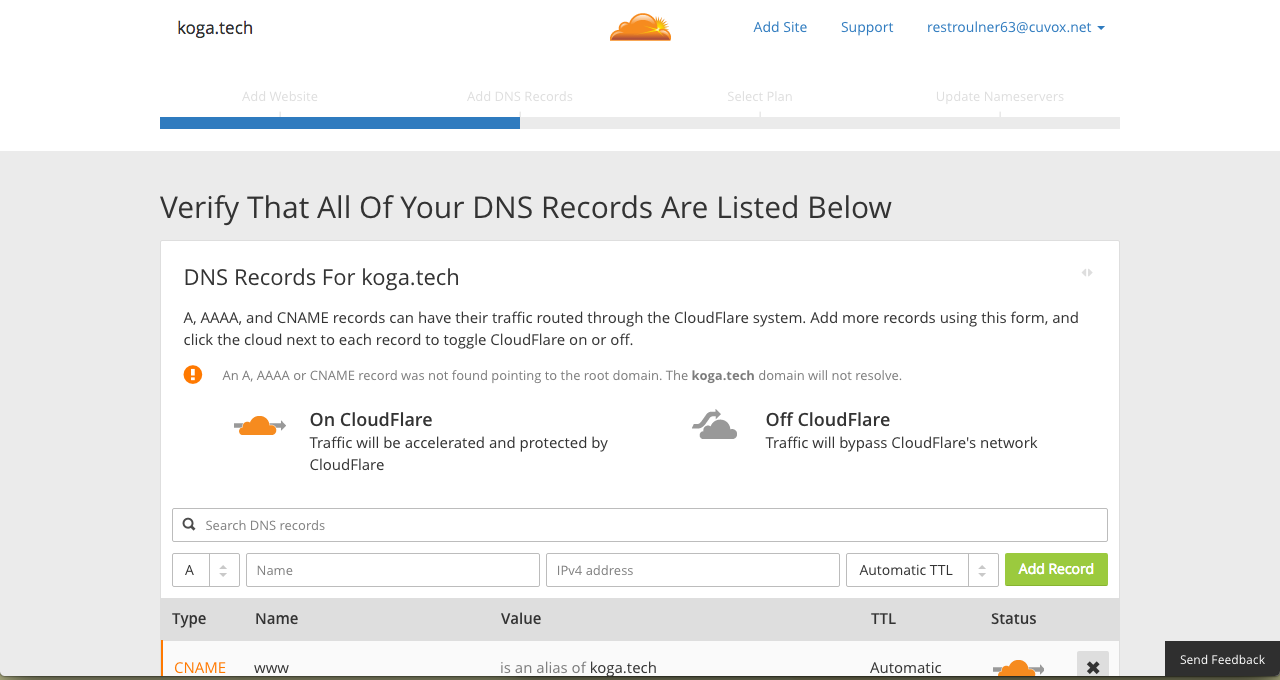 koga.tech
Add Site Support restroulner63@cuvox.net
Add Website Add DNS Records Select Plan Update Nameservers
Verify That All Of Your DNS Records Are Listed Below
DNS Records For koga.tech
A, AAAA, and CNAME records can have their traffic routed through the CloudFlare system. Add more records using this form, and
click the cloud next to each record to toggle CloudFlare on or off.
An A, AAAA or CNAME record was not found pointing to the root domain. The koga.tech domain will not resolve.
On CloudFlare
Traffic will be accelerated and protected by
CloudFlare
Off CloudFlare
Traffic will bypass CloudFlare's network
Search DNS records
A Name IPv4 address Automatic TTL Add Record
Type Name Value TTL Status
CNAME www is an alias of koga.tech Automatic
Send Feedback